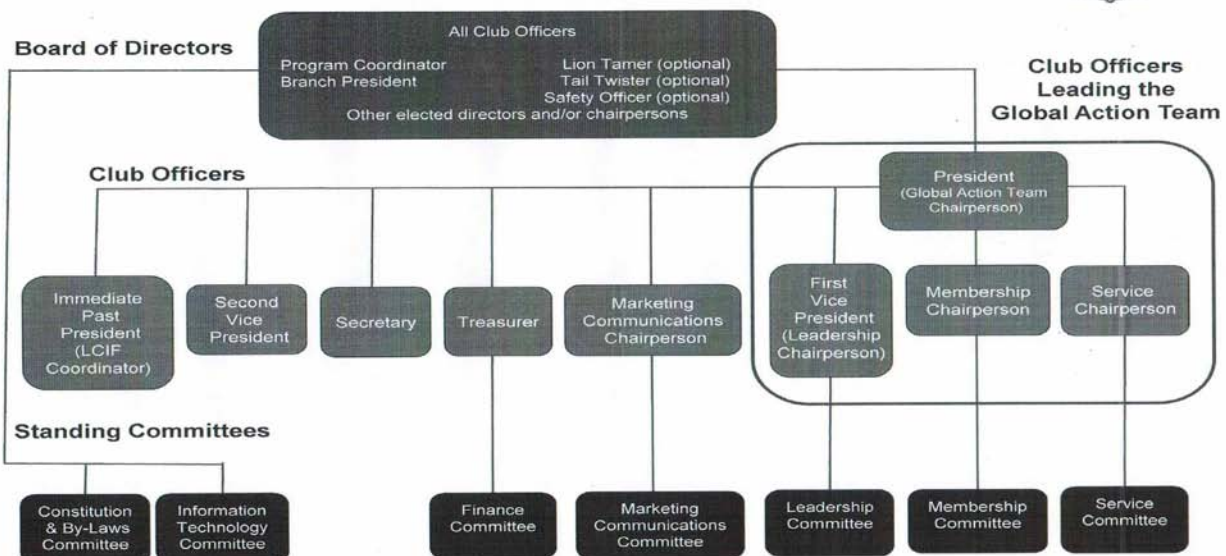 Board of Directors
All Club Officers
Program Coordinator
Branch President
Lion Tamer (optional)
Tail Twister (optional)
Safety Officer (optional)
Other elected directors and/or chairpersons
Club Officers
Leading the
Global Action Team
Club Officers
President
(Global Action Team
Chairperson)
Immediate
Past
President
(LCIF
Coordinator)
Second
Vice
President
Secretary
Treasurer
Marketing
Communications
Chairperson
First
Vice
President
(Leadership
Chairperson)
Membership
Chairperson
Service
Chairperson
Standing Committees
Constitution
& By-Laws
Committee
Information
Technology
Committee
Finance
Committee
Marketing
Communications
Committee
Leadership
Committee
Membership
Committee
Service
Committee